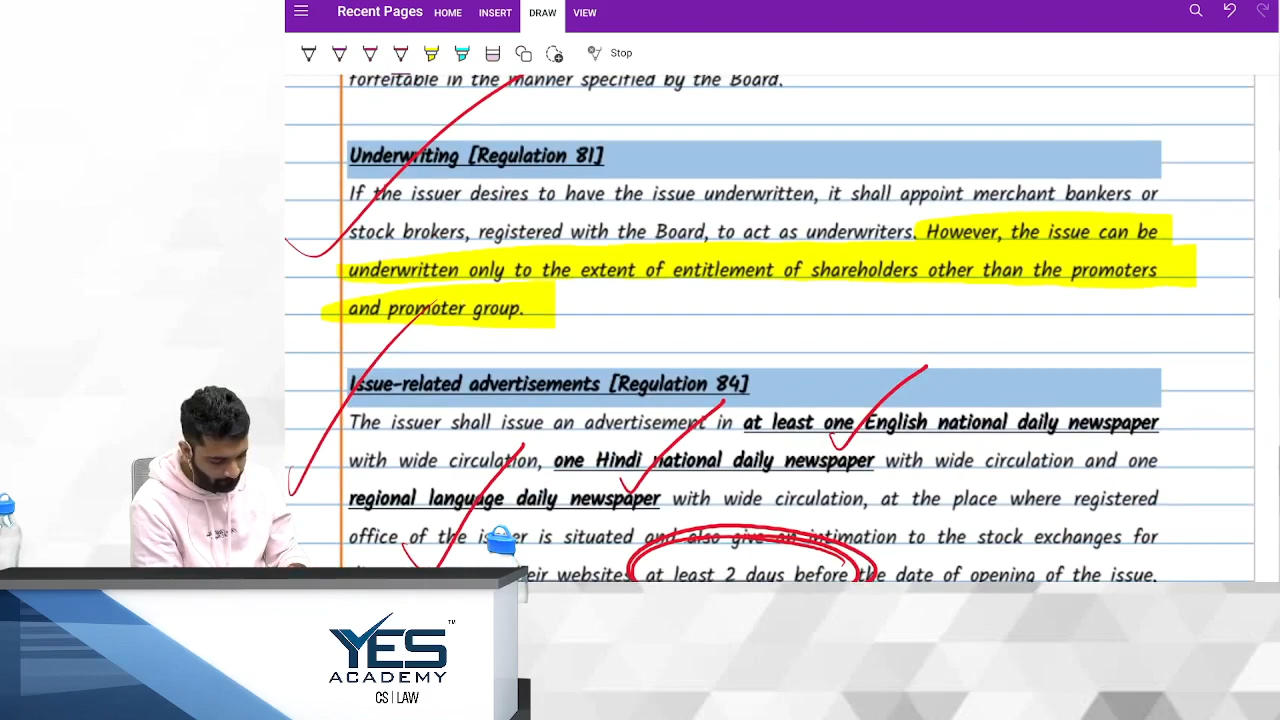 Recent Pages HOME INSERT DRAW VIEW
Stop
forfeitable in the manner specified by the Board.
Underwriting [Regulation 81]
If the issuer desires to have the issue underwritten, it shall appoint merchant bankers or
stock brokers, registered with the Board, to act as underwriters. However, the issue can be
underwritten only to the extent of entitlement of shareholders other than the promoters
and promoter group.
Issue-related advertisements [Regulation 84]
The issuer shall issue an advertisement in at least one English national daily newspaper
with wide circulation, one Hindi national daily newspaper with wide circulation and one
regional language daily newspaper with wide circulation, at the place where registered
office of the issuer is situated and also give an intimation to the stock exchanges for
websites at least 2 days before the date of opening of the issue,
YES
ACADEMY
CS | LAW
TM